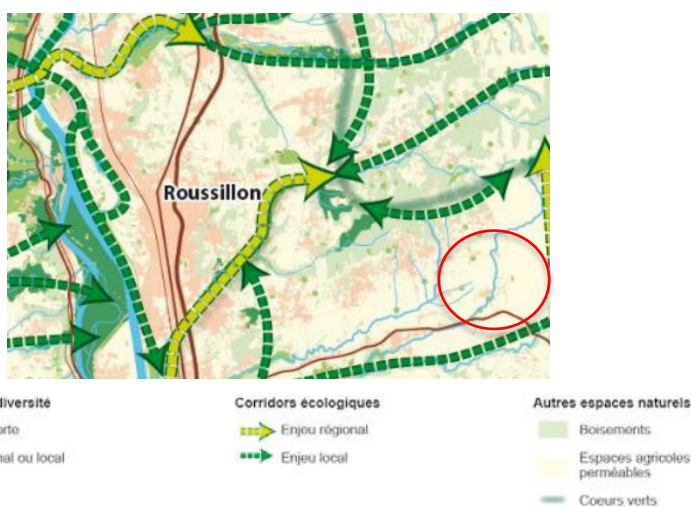 Roussillon
diversité
Corridors écologiques
Autres espaces naturels
orte
Enjeu régional
Boisements
nal ou local
Enjeu local
Espaces agricoles
perméables
Coeurs verts